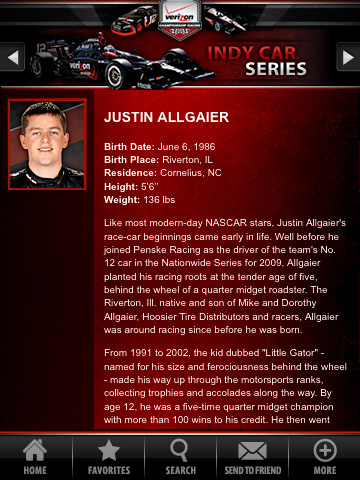 verizon
CHAMPIONSHIP RACING
12
verizon
INDY CAR
SERIES
JUSTIN ALLGAIER
Birth Date: June 6, 1986
Birth Place: Riverton, IL
Residence: Cornelius, NC
Height: 5'6"
Weight: 136 lbs
Like most modern-day NASCAR stars, Justin Allgaier's
race-car beginnings came early in life. Well before he
joined Penske Racing as the driver of the team's No.
12 car in the Nationwide Series for 2009, Allgaier
planted his racing roots at the tender age of five,
behind the wheel of a quarter midget roadster. The
Riverton, Ill. native and son of Mike and Dorothy
Allgaier, Hoosier Tire Distributors and racers, Allgaier
was around racing since before he was born.
From 1991 to 2002, the kid dubbed "Little Gator" -
named for his size and ferociousness behind the wheel
- made his way up through the motorsports ranks,
collecting trophies and accolades along the way. By
age 12, he was a five-time quarter midget champion
with more than 100 wins to his credit. He then went
HOME
FAVORITES
SEARCH
SEND TO FRIEND
MORE